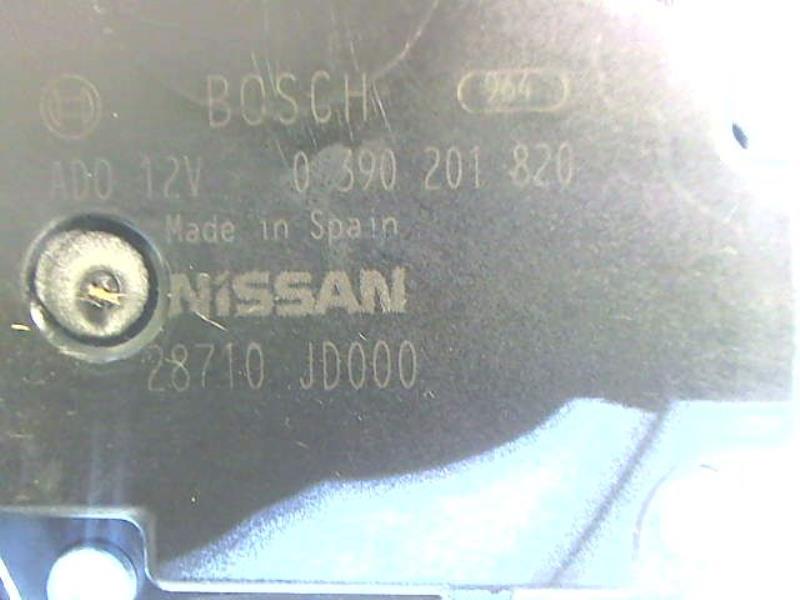 BOSCH 964
ADO 12V 0 390 201 820
Made in Spain
NISSAN
28710 JD000